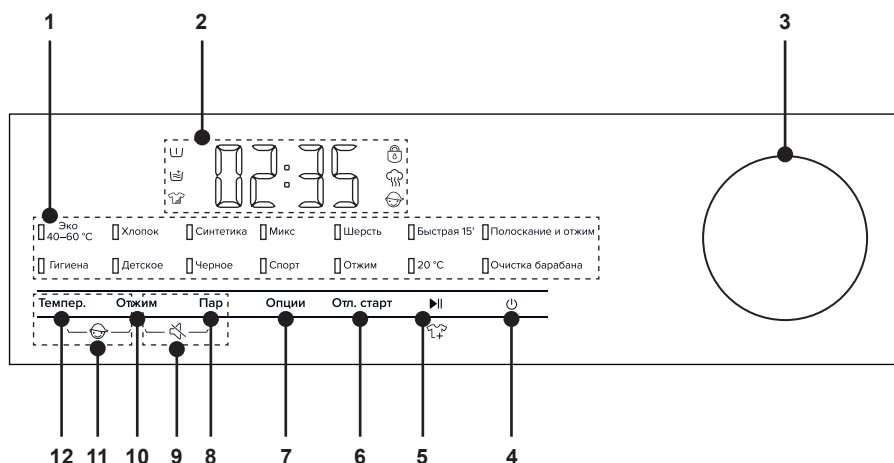 1 2 3
02:35
Эко
40–60 °C Хлопок Синтетика Микс Шерсть Быстрая 15' Полоскание и отжим
Гигиена Детское Черное Спорт Отжим 20 °C Очистка барабана
Темпер. Отжим Пар Опции Отл. старт
12 11 10 9 8 7 6 5 4